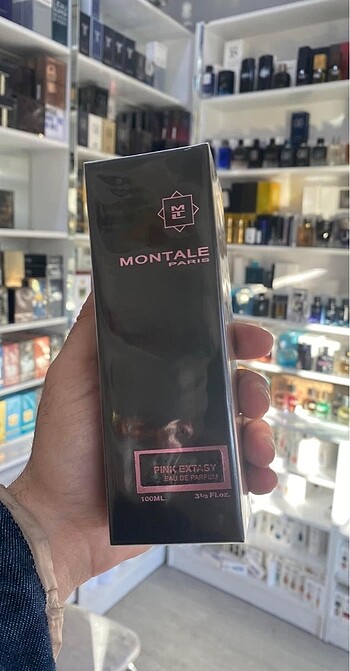 MONTALE
PARIS
PINK EXTASY
EAU DE PARFUM
100ML. 3⅓ FL.oz.